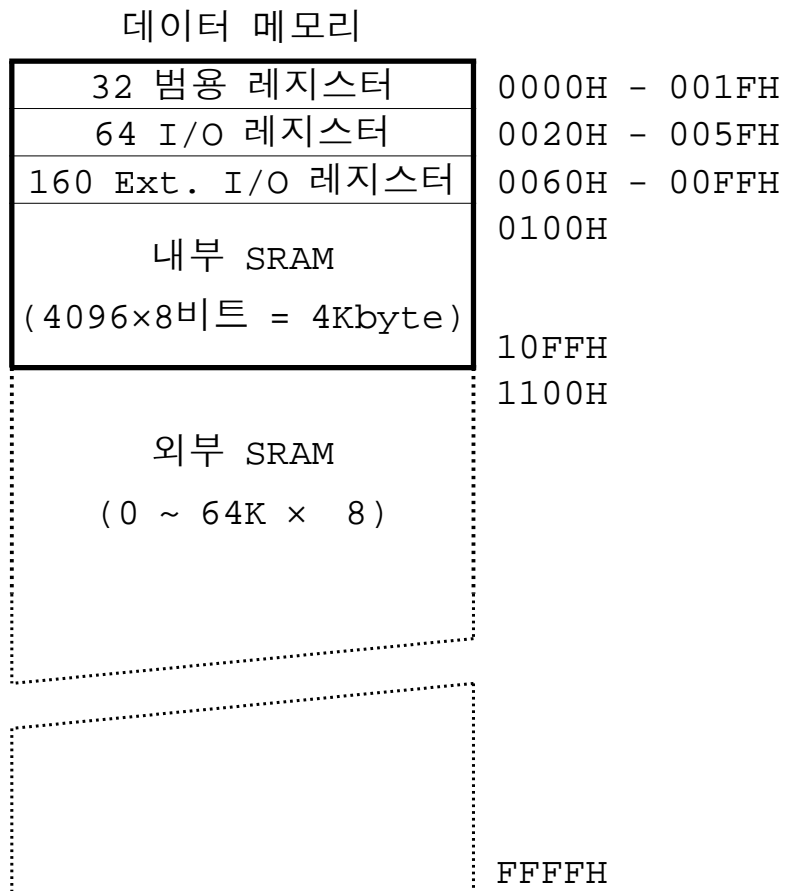 데이터 메모리
32 범용 레지스터 0000H - 001FH
64 I/O 레지스터 0020H - 005FH
160 Ext. I/O 레지스터 0060H - 00FFH
0100H
내부 SRAM
(4096×8비트 = 4Kbyte)
10FFH
1100H
외부 SRAM
(0 ~ 64K × 8)
FFFFH